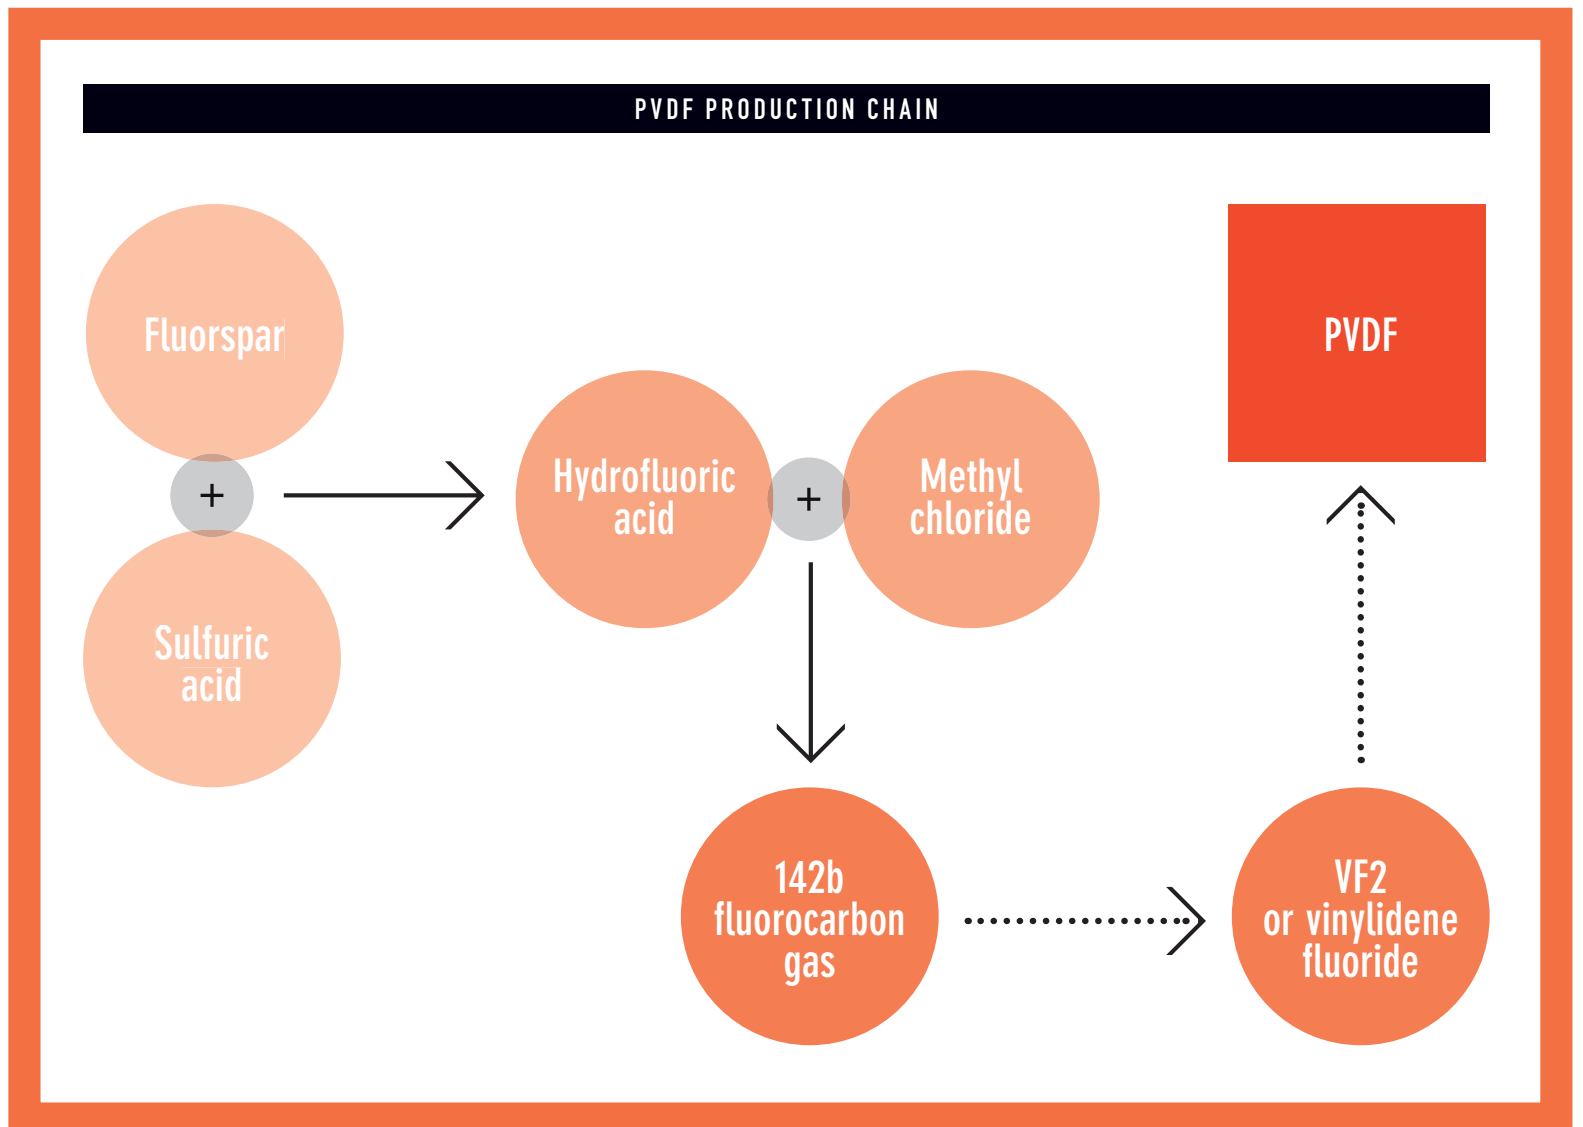 PVDF PRODUCTION CHAIN
Fluorspar
+
Sulfuric
acid
Hydrofluoric
acid
+
Methyl
chloride
142b
fluorocarbon
gas
VF2
or vinylidene
fluoride
PVDF